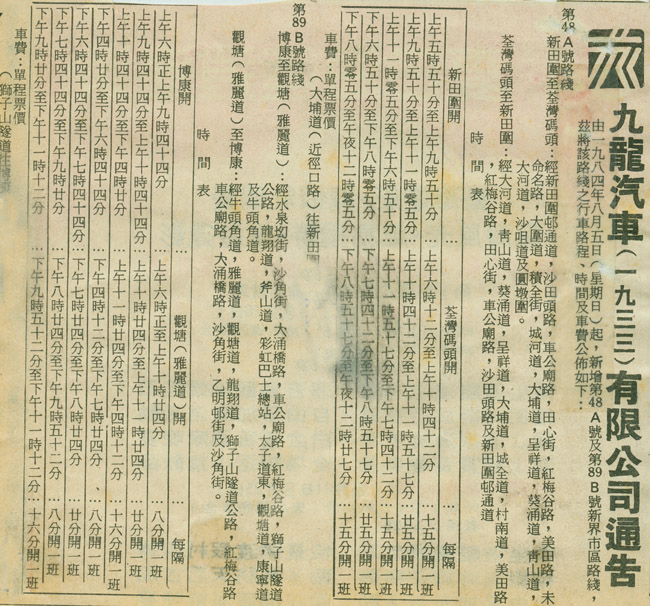 九龍汽車(一九三三)有限公司通告
由一九八四年八月五日(星期日)起，新增第48A號及第89B號新界市區路綫，
茲將該路綫之行車路程、時間及車費公佈如下：
第48A號路綫
新田圍至荃灣碼頭：經新田圍邨通道，沙田頭路，車公廟路，田心街，紅梅谷路，美田路，未
命名路，大圍道，積全街，城河道，大埔道，呈祥道，葵涌道，青山道，
大河道，沙咀道及圓墩圍。
荃灣碼頭至新田圍：經大河道，青山道，葵涌道，呈祥道，大埔道，城全道，村南道，美田路
，紅梅谷路，田心街，車公廟路，沙田頭路及新田圍邨通道
時間表
新田圍開 … 荃灣碼頭開 … 每隔
上午五時五十分至上午九時五十分 … 上午六時十二分至上午十時四十二分 … 十五分開一班
上午十時十分至上午十一時五十分 … 上午十時四十二分至上午十一時五十七分 … 廿五分開一班
上午十一時零五分至下午六時五十分 … 上午十一時五十七分至下午七時四十二分 … 十五分開一班
下午六時五十分至下午八時零五分 … 下午七時四十二分至下午八時五十七分 … 廿五分開一班
下午八時零五分至午夜十二時零五分 … 下午八時五十七分至午夜十二時廿七分 … 十五分開一班
車費：單程票價
(大埔道(近徑口路)往新田圍
第89B號路綫
博康至觀塘(雅麗道)：經水泉坳街，沙角街，大涌橋路，車公廟路，紅梅谷路，獅子山隧道
公路，龍翔道，斧山道，彩虹巴士總站，太子道東，觀塘道，康寧道
及牛頭角道。
觀塘(雅麗道)至博康：經牛頭角道，雅麗道，觀塘道，龍翔道，獅子山隧道公路，紅梅谷路
車公廟路，大涌橋路，沙角街，乙明邨街及沙角街。
時間表
博康開 … 觀塘(雅麗道)開 … 每隔
上午六時正至上午九時四十四分 … 上午六時正至上午十時廿四分 … 八分開一班
上午九時四十四分至上午 … 上午十時廿四分至上午十一時廿四分
下午四時 … 上午十一時廿四分至下午四時十二分 … 十六分開一班
下午四時 … 至下午六時四十四分 … 下午四時十二分至下午七時廿四分 … 八分開一班
下午六時四十四分至下午七時四十四分 … 下午七時廿四分至下午八時廿四分 … 廿分開一班
下午七時四十四分至下午九時廿分 … 下午八時廿四分至下午九時五十二分 … 八分開一班
下午九時廿分至下午十一時十二分 … 下午九時五十二分至下午十一時十二分 … 十六分開一班
車費：單程票價
(獅子山隧道往博康